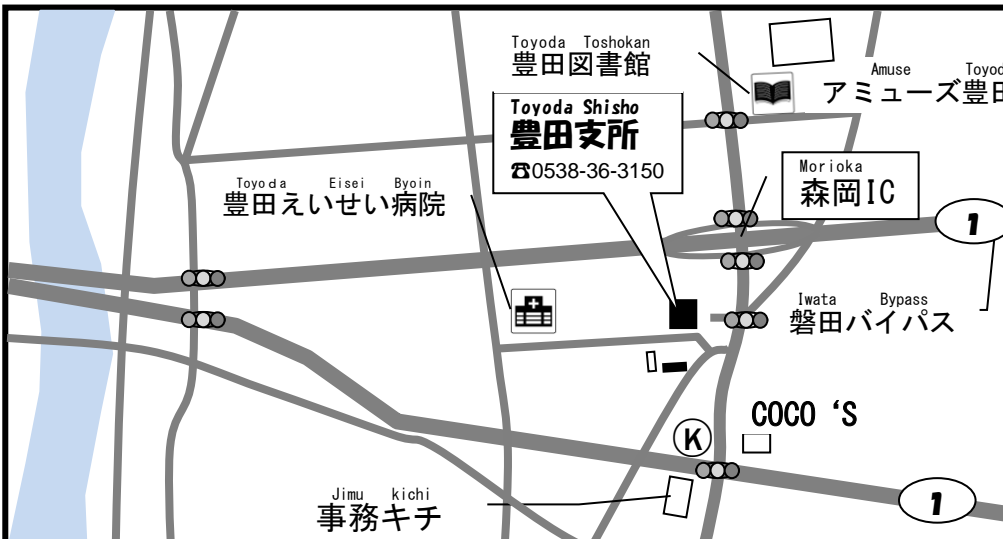 Toyoda Toshokan
豊田図書館
Amuse Toyod
アミューズ豊田
Toyoda Shisho
豊田支所
☎0538-36-3150
Morioka
森岡IC
Toyoda Eisei Byoin
豊田えいせい病院
1
Iwata Bypass
磐田バイパス
COCO ‘S
K
Jimu kichi
事務キチ
1